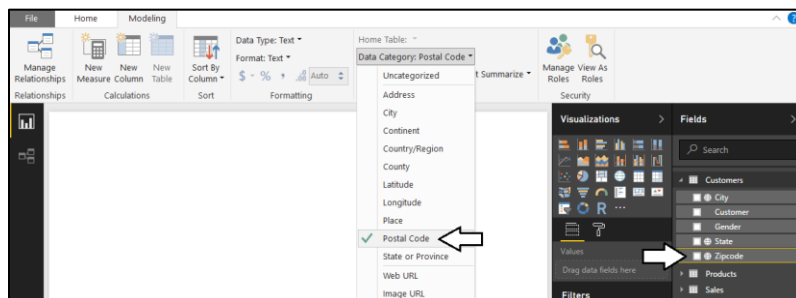 File Home Modeling
Manage Relationships
New Measure
New Column
New Table
Sort By Column
Data Type: Text
Format: Text
$ % , Auto
Home Table:
Data Category: Postal Code
t Summarize
Manage Roles
View As Roles
Relationships Calculations Sort Formatting Security
Uncategorized
Address
City
Continent
Country/Region
County
Latitude
Longitude
Place
Postal Code
State or Province
Web URL
Image URL
Visualizations
R
Values
Drag data fields here
Filters
Fields
Search
Customers
City
Customer
Gender
State
Zipcode
Products
Sales